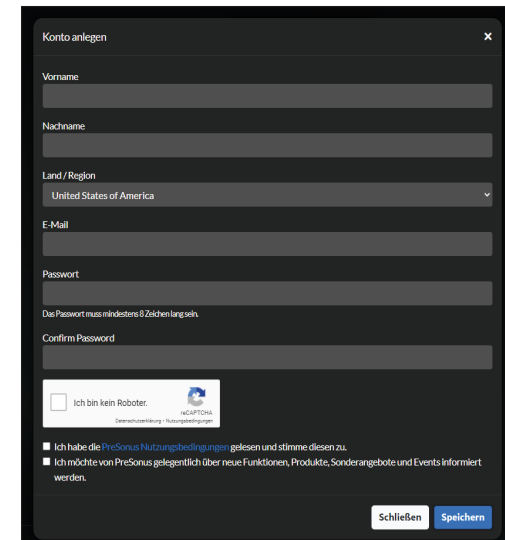 Konto anlegen ×
Vorname
Nachname
Land / Region
United States of America
E-Mail
Passwort
Das Passwort muss mindestens 8 Zeichen lang sein.
Confirm Password
Ich bin kein Roboter.
reCAPTCHA
Datenschutzerklärung - Nutzungsbedingungen
Ich habe die PreSonus Nutzungsbedingungen gelesen und stimme diesen zu.
Ich möchte von PreSonus gelegentlich über neue Funktionen, Produkte, Sonderangebote und Events informiert
werden.
Schließen Speichern